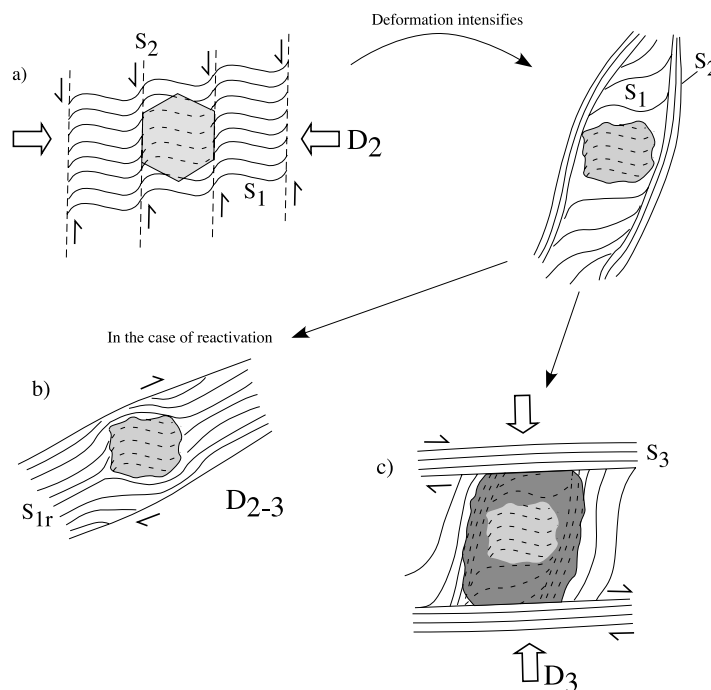 Deformation intensifies
a)
S2
D2
S1
S2
S1
In the case of reactivation
b)
S1r
D2-3
c)
S3
D3